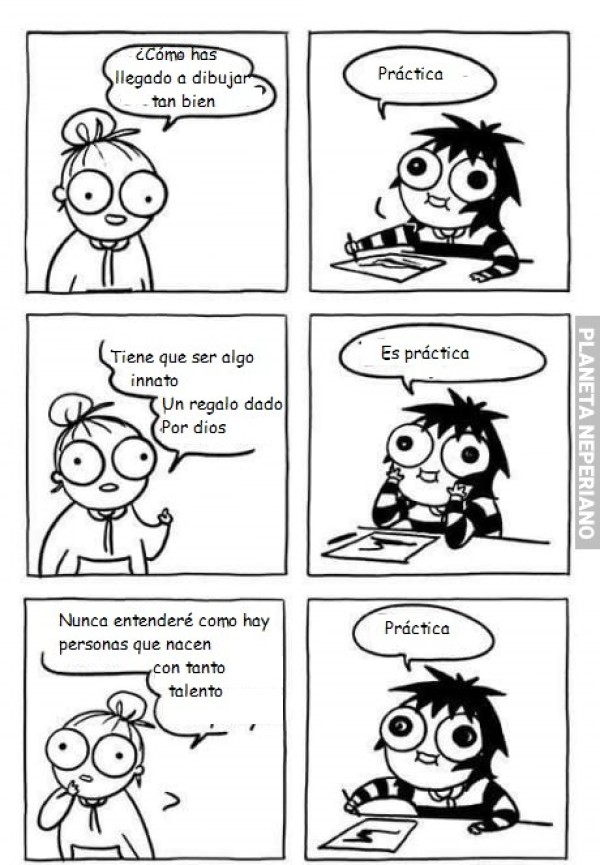 ¿Cómo has
llegado a dibujar
tan bien
Práctica
Tiene que ser algo
innato
Un regalo dado
Por dios
Es práctica
Nunca entenderé como hay
personas que nacen
con tanto
talento
Práctica
PLANETA NEPERIANO